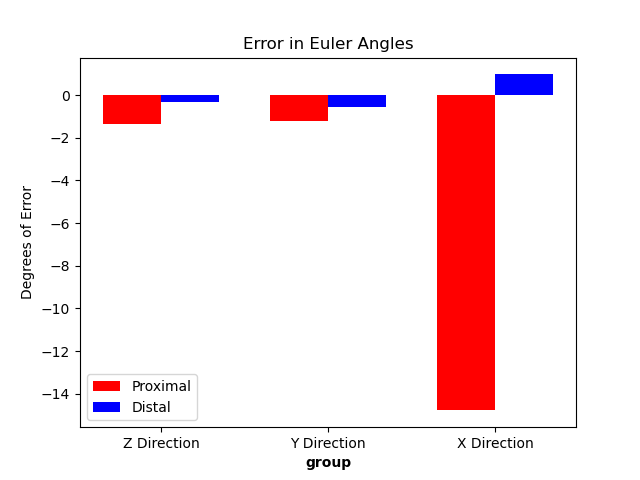 Error in Euler Angles
Degrees of Error
0
−2
−4
−6
−8
−10
−12
−14
Proximal
Distal
Z Direction
Y Direction
X Direction
group